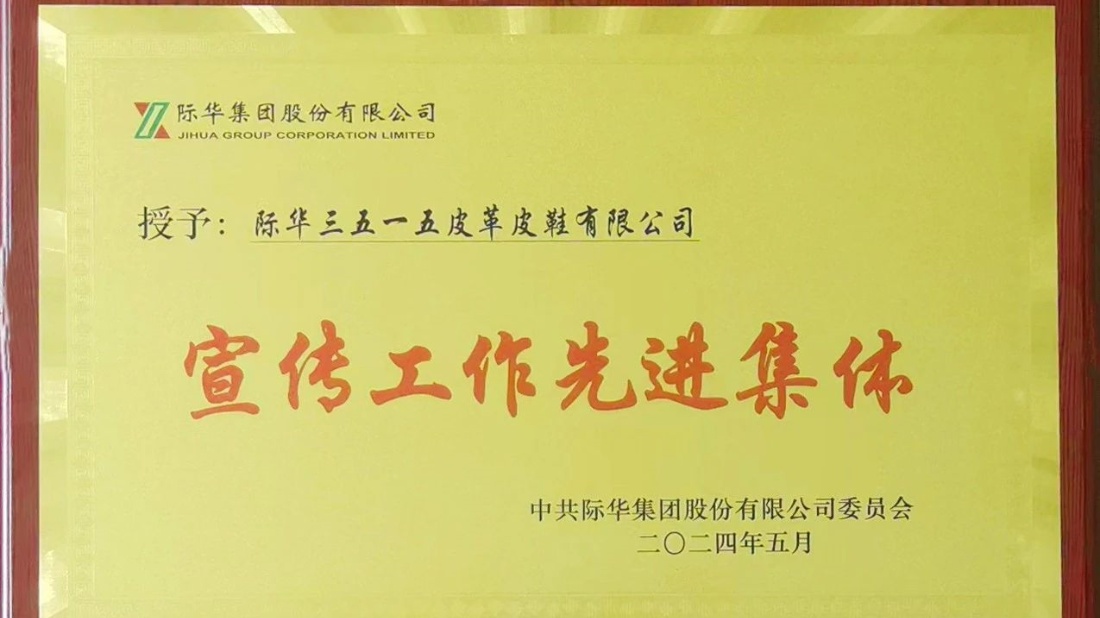 际华集团股份有限公司
JIHUA GROUP CORPORATION LIMITED
授予：际华三五一五皮革皮鞋有限公司
宣传工作先进集体
中共际华集团股份有限公司委员会
二〇二四年五月